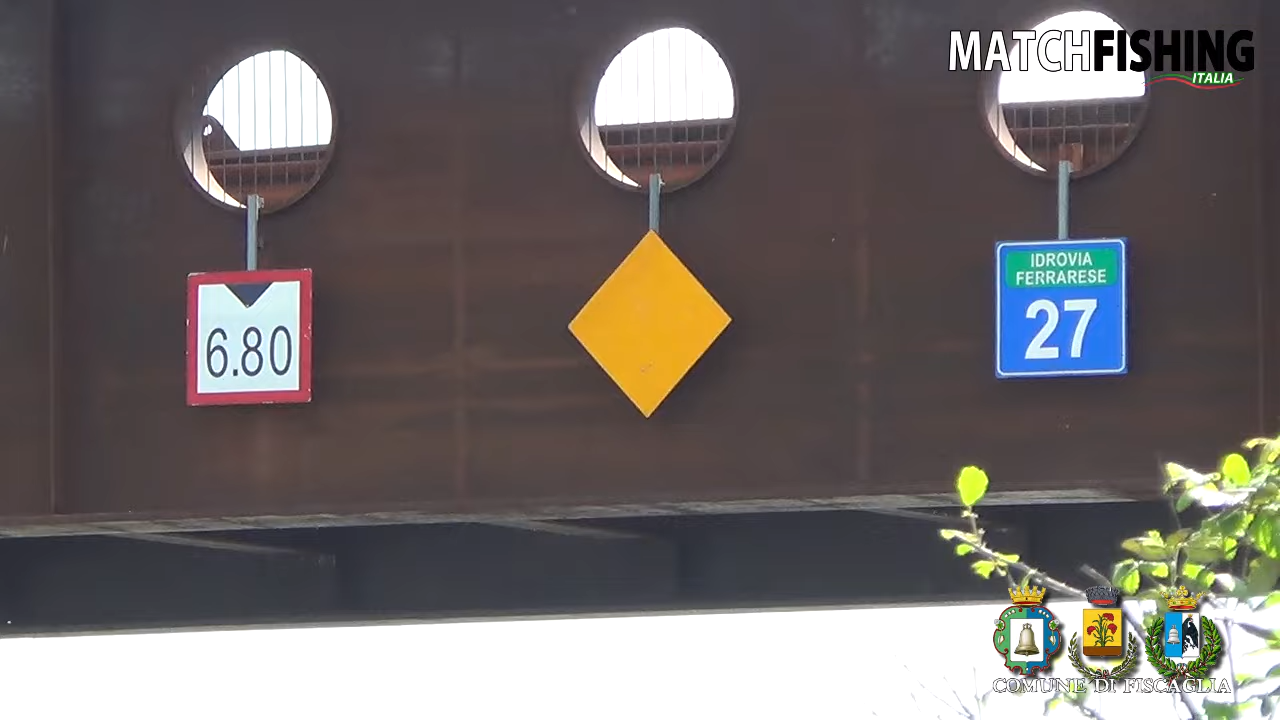 MATCHFISHING
ITALIA
6.80
IDROVIA
FERRARESE
27
COMUNE DI FISCAGLIA